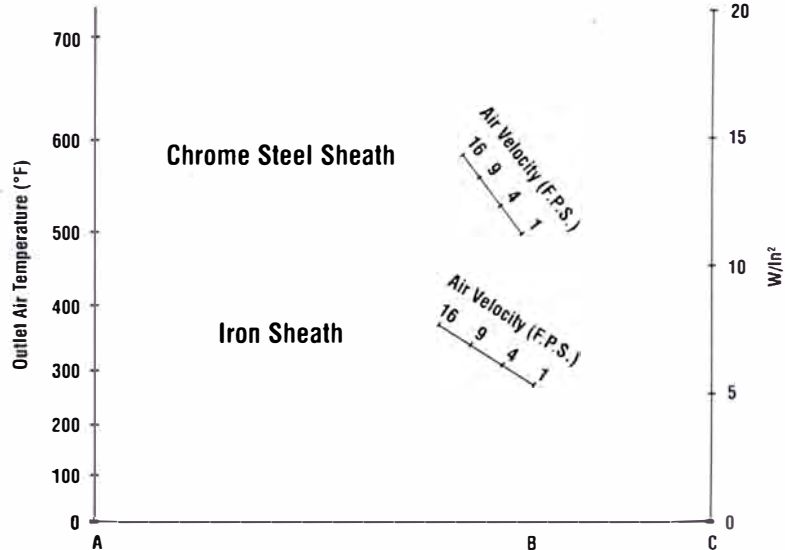 Outlet Air Temperature (°F)
700
600
500
400
300
200
100
0
Chrome Steel Sheath
Air Velocity (F.P.S.)
16 9 4 1
Iron Sheath
Air Velocity (F.P.S.)
16 9 4 1
20
15
10
5
0
W/In²
A B C